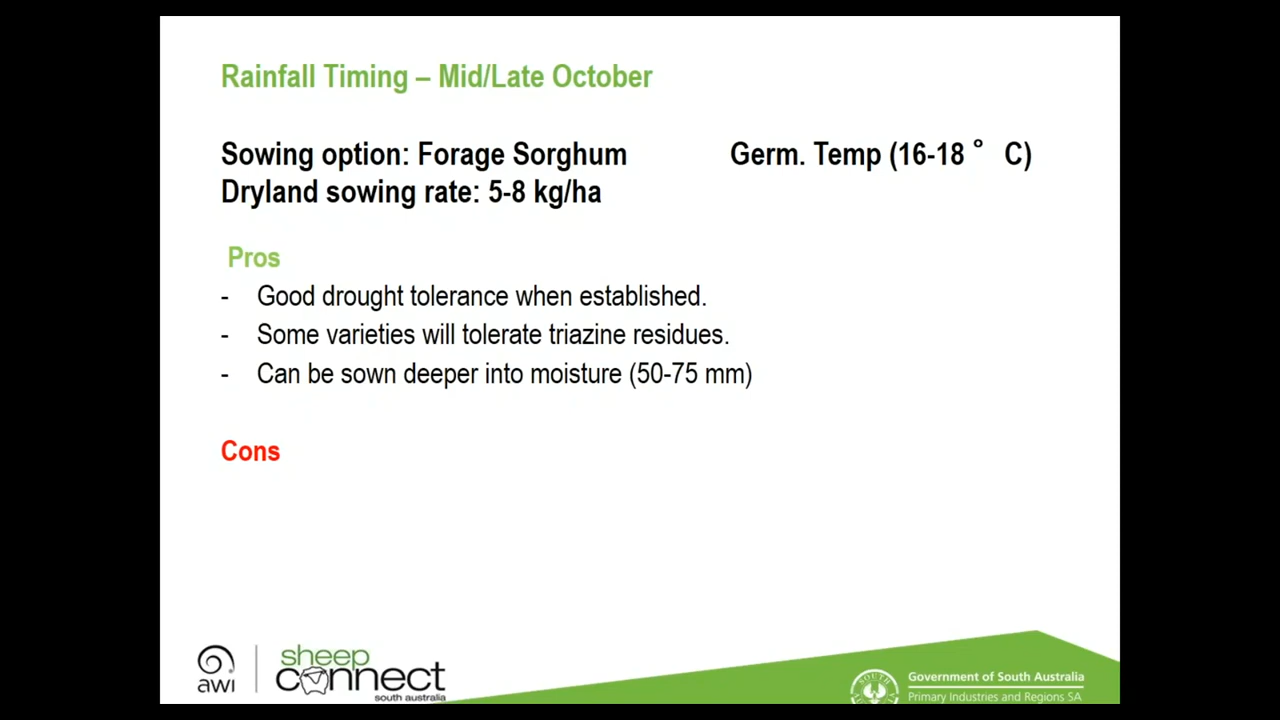 Rainfall Timing – Mid/Late October
Sowing option: Forage Sorghum Germ. Temp (16-18 ° C)
Dryland sowing rate: 5-8 kg/ha
Pros
- Good drought tolerance when established.
- Some varieties will tolerate triazine residues.
- Can be sown deeper into moisture (50-75 mm)
Cons
awi
sheep
connect
south australia
Government of South Australia
Primary Industries and Regions SA